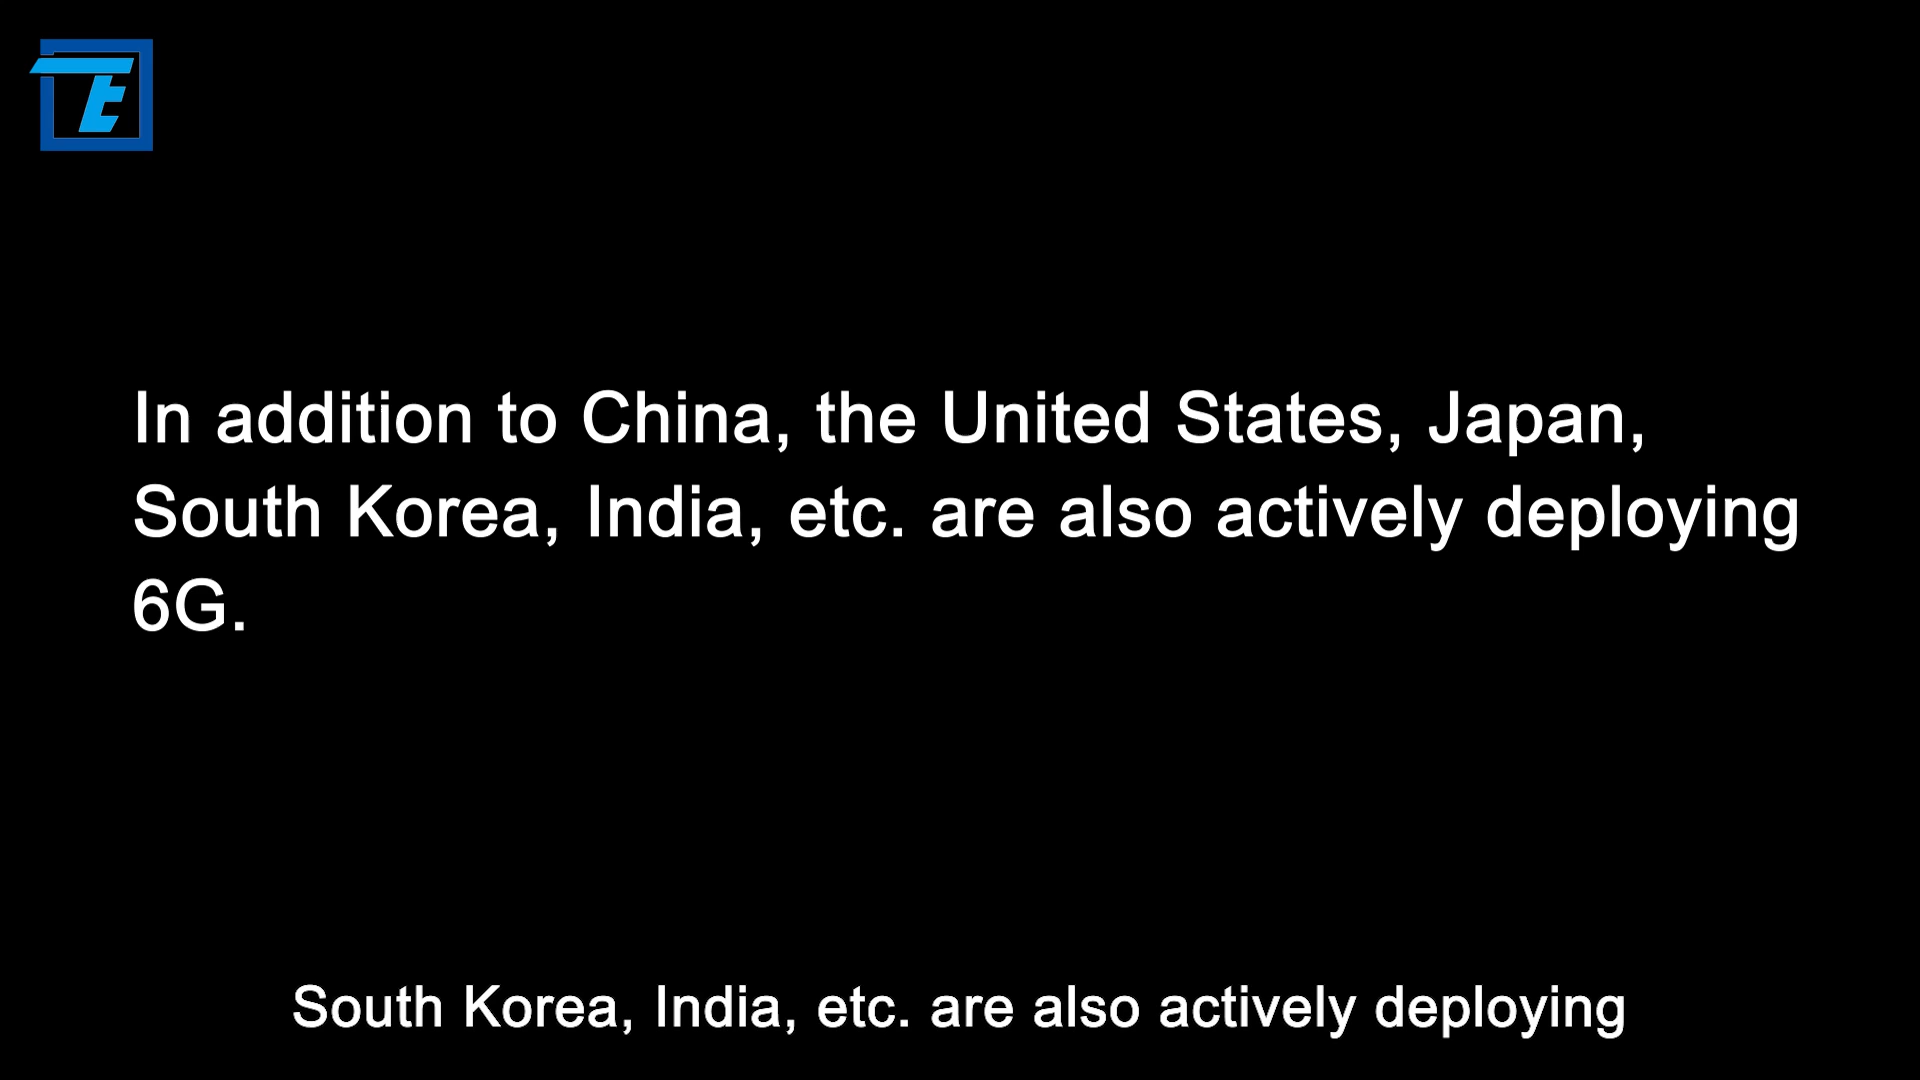 In addition to China, the United States, Japan,
South Korea, India, etc. are also actively deploying
6G.
South Korea, India, etc. are also actively deploying